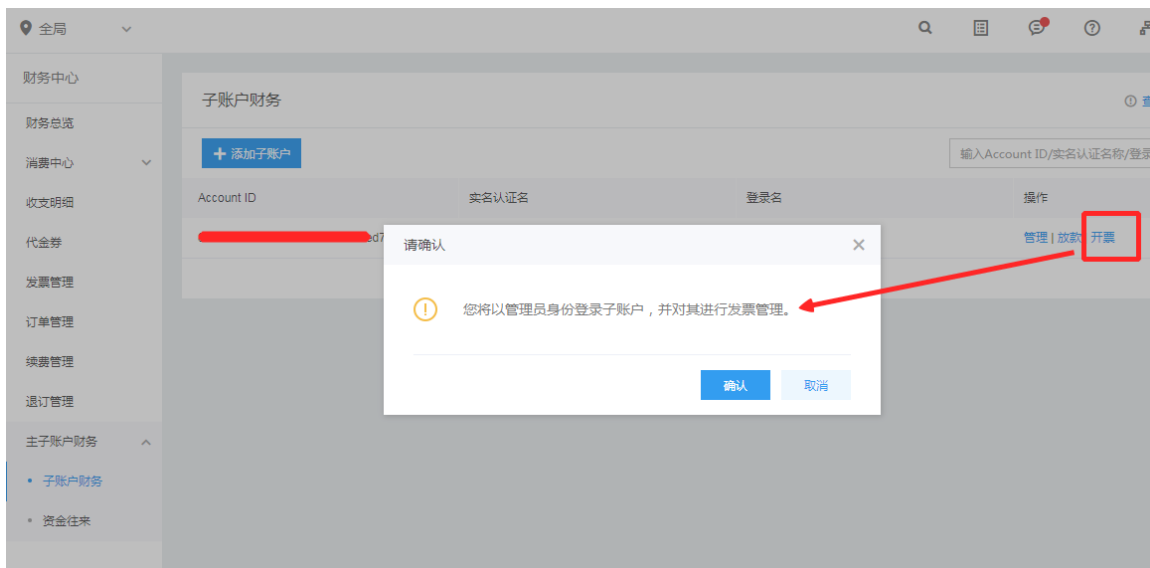 全局
财务中心
子账户财务
财务总览
添加子账户
输入Account ID/实名认证名称/登录
消费中心
Account ID
实名认证名
登录名
操作
收支明细
代金券
ed7
管理 | 放款 开票
请确认
发票管理
您将以管理员身份登录子账户，并对其进行发票管理。
订单管理
续费管理
确认
取消
退订管理
主子账户财务
子账户财务
资金往来